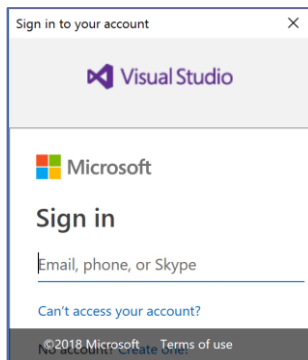 Sign in to your account
Visual Studio
Microsoft
Sign in
Email, phone, or Skype
Can't access your account?
©2018 Microsoft Terms of use
No account? Create one!